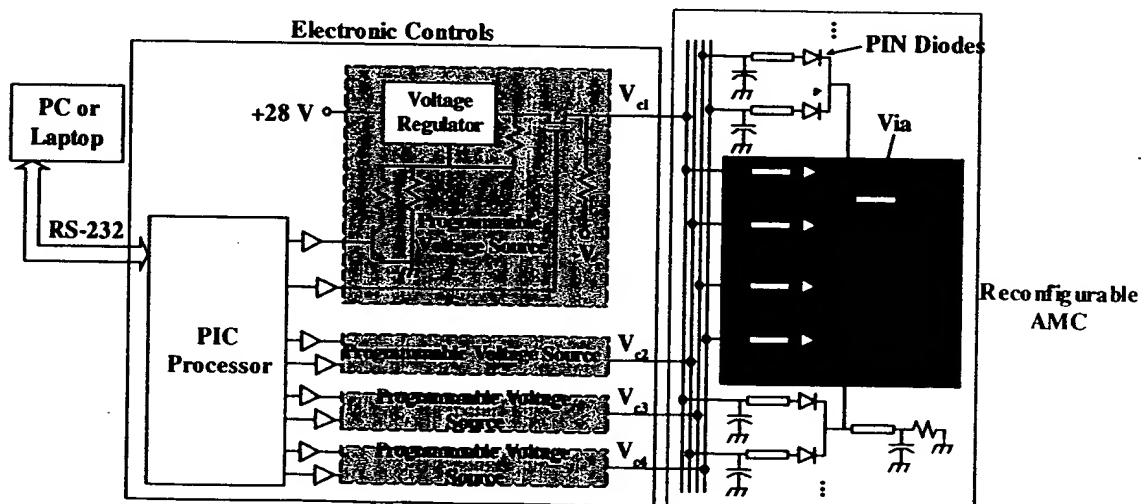 Electronic Controls
PC or
Laptop
RS-232
+28 V
Voltage
Regulator
Programmable
Voltage Source
-V
PIC
Processor
Programmable Voltage Source
Programmable Voltage
Source
Programmable Voltage
Source
Vc1
Vc2
Vc3
Vc4
PIN Diodes
Via
Reconfigurable
AMC